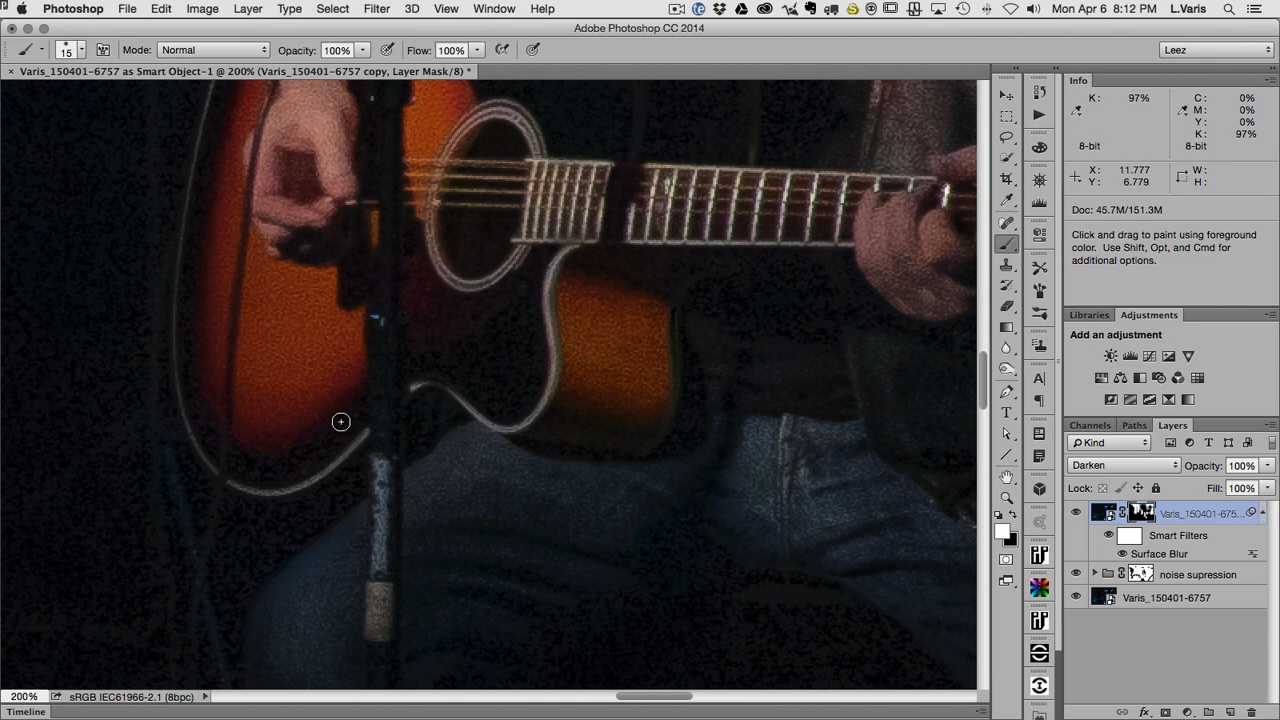 Photoshop File Edit Image Layer Type Select Filter 3D View Window Help Mon Apr 6 8:12 PM L.Varis
Adobe Photoshop CC 2014
15 Mode: Normal Opacity: 100% Flow: 100% Leez
× Varis_150401-6757 as Smart Object-1 @ 200% (Varis_150401-6757 copy, Layer Mask/8) *
Info
K: 97% C: 0%
M: 0%
Y: 0%
K: 97%
8-bit 8-bit
X: 11.777 W:
Y: 6.779 H:
Doc: 45.7M/151.3M
Click and drag to paint using foreground
color. Use Shift, Opt, and Cmd for
additional options.
Libraries Adjustments
Add an adjustment
Channels Paths Layers
Kind
Darken Opacity: 100%
Lock: Fill: 100%
Varis_150401-675...
Smart Filters
Surface Blur
noise supression
Varis_150401-6757
200% sRGB IEC61966-2.1 (8bpc)
Timeline